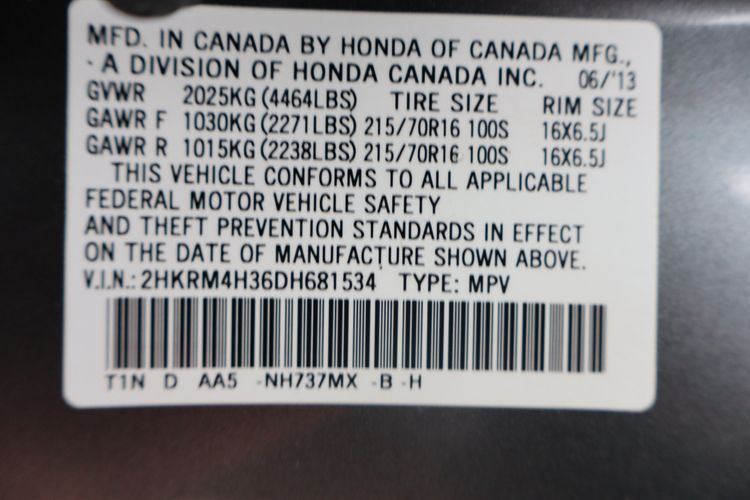 MFD. IN CANADA BY HONDA OF CANADA MFG.,
- A DIVISION OF HONDA CANADA INC. 06/'13
GVWR 2025KG (4464LBS) TIRE SIZE RIM SIZE
GAWR F 1030KG (2271LBS) 215/70R16 100S 16X6.5J
GAWR R 1015KG (2238LBS) 215/70R16 100S 16X6.5J
THIS VEHICLE CONFORMS TO ALL APPLICABLE
FEDERAL MOTOR VEHICLE SAFETY
AND THEFT PREVENTION STANDARDS IN EFFECT
ON THE DATE OF MANUFACTURE SHOWN ABOVE.
V.I.N.: 2HKRM4H36DH681534 TYPE: MPV
T1N D AA5 -NH737MX -B -H